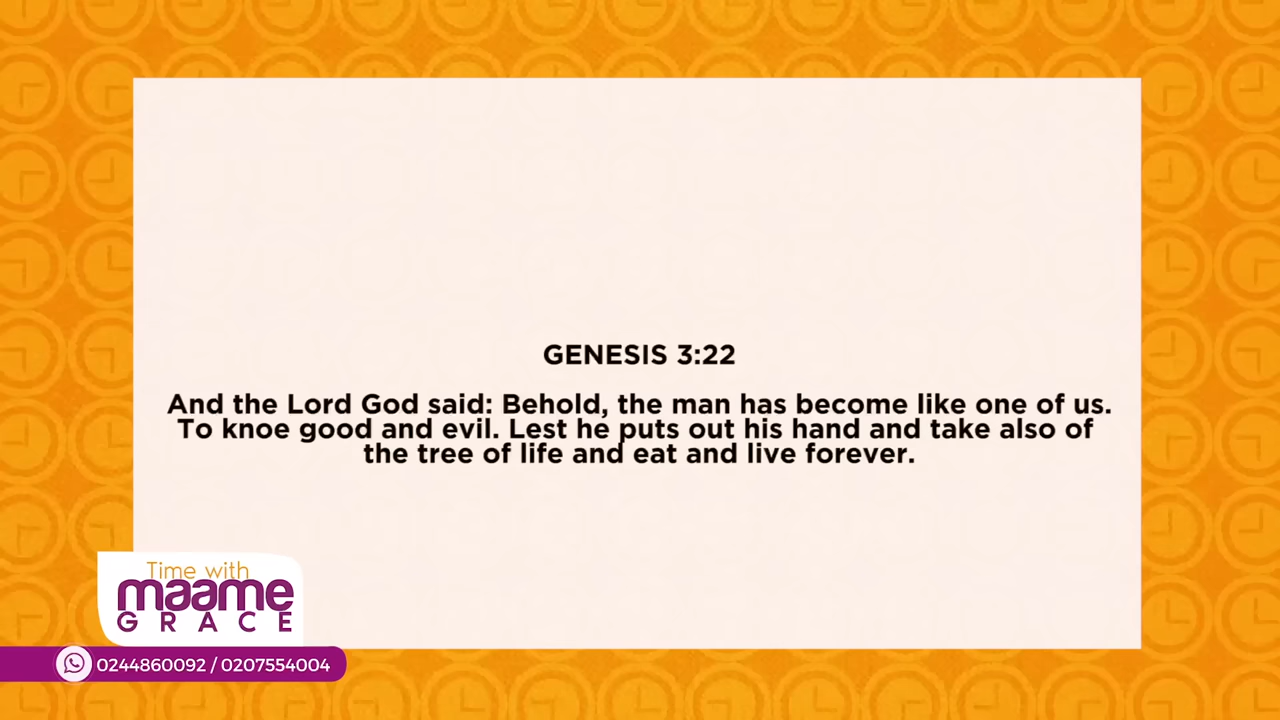 GENESIS 3:22
And the Lord God said: Behold, the man has become like one of us.
To knoe good and evil. Lest he puts out his hand and take also of
the tree of life and eat and live forever.
Time with
maame
GRACE
0244860092 / 0207554004